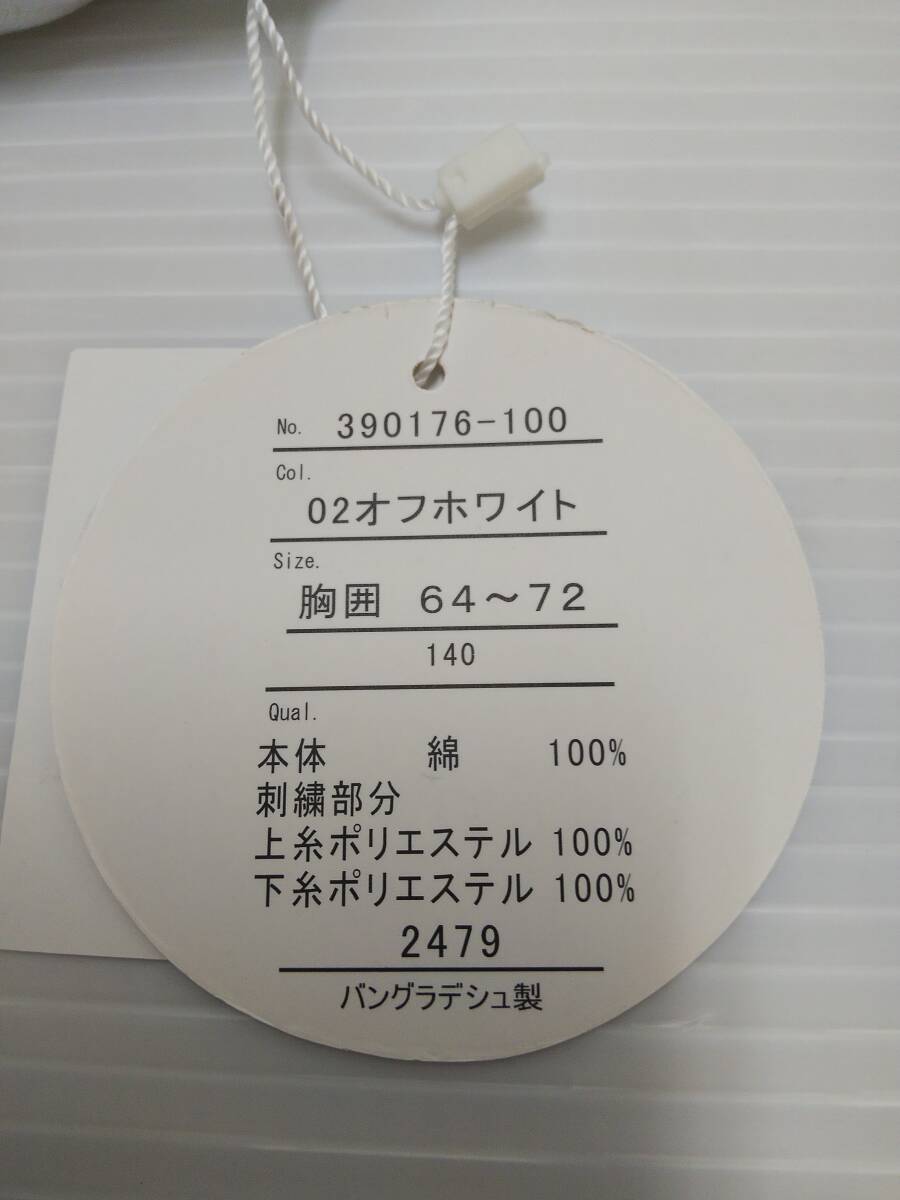 No. 390176-100
Col.
02オフホワイト
Size.
胸囲 64～72
140
Qual.
本体 綿 100%
刺繍部分
上糸ポリエステル 100%
下糸ポリエステル 100%
2479
バングラデシュ製